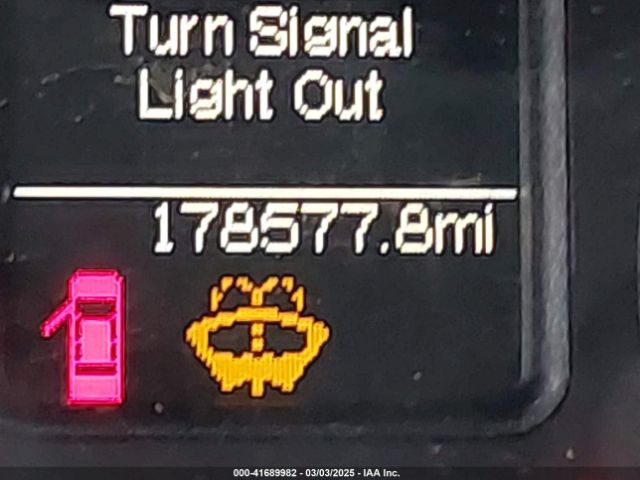 Turn Signal
Light Out
178577.8mi
000-41689982 - 03/03/2025 - IAA Inc.